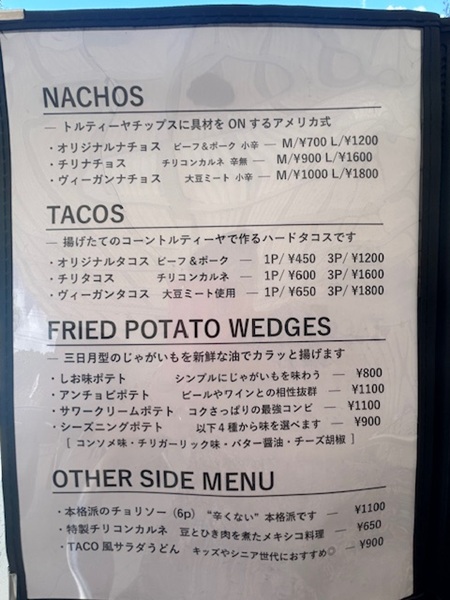 NACHOS
― トルティーヤチップスに具材を ON するアメリカ式
・オリジナルナチョス ビーフ＆ポーク 小辛 ― M/¥700 L/¥1200
・チリナチョス チリコンカルネ 辛無 ― M/¥900 L/¥1600
・ヴィーガンナチョス 大豆ミート 小辛 ― M/¥1000 L/¥1800
TACOS
― 揚げたてのコーントルティーヤで作るハードタコスです
・オリジナルタコス ビーフ＆ポーク ― 1P/¥450 3P/¥1200
・チリタコス チリコンカルネ ― 1P/¥600 3P/¥1600
・ヴィーガンタコス 大豆ミート使用 ― 1P/¥650 3P/¥1800
FRIED POTATO WEDGES
― 三日月型のじゃがいもを新鮮な油でカラッと揚げます
・しお味ポテト シンプルにじゃがいもを味わう ― ¥800
・アンチョビポテト ビールやワインとの相性抜群 ― ¥1100
・サワークリームポテト コクさっぱりの最強コンビ ― ¥1100
・シーズニングポテト 以下４種から味を選べます ― ¥900
［ コンソメ味・チリガーリック味・バター醤油・チーズ胡椒 ］
OTHER SIDE MENU
・本格派のチョリソー（6p） “辛くない” 本格派です ― ¥1100
・特製チリコンカルネ 豆とひき肉を煮たメキシコ料理 ― ¥650
・TACO 風サラダうどん キッズやシニア世代におすすめ◎ ― ¥900